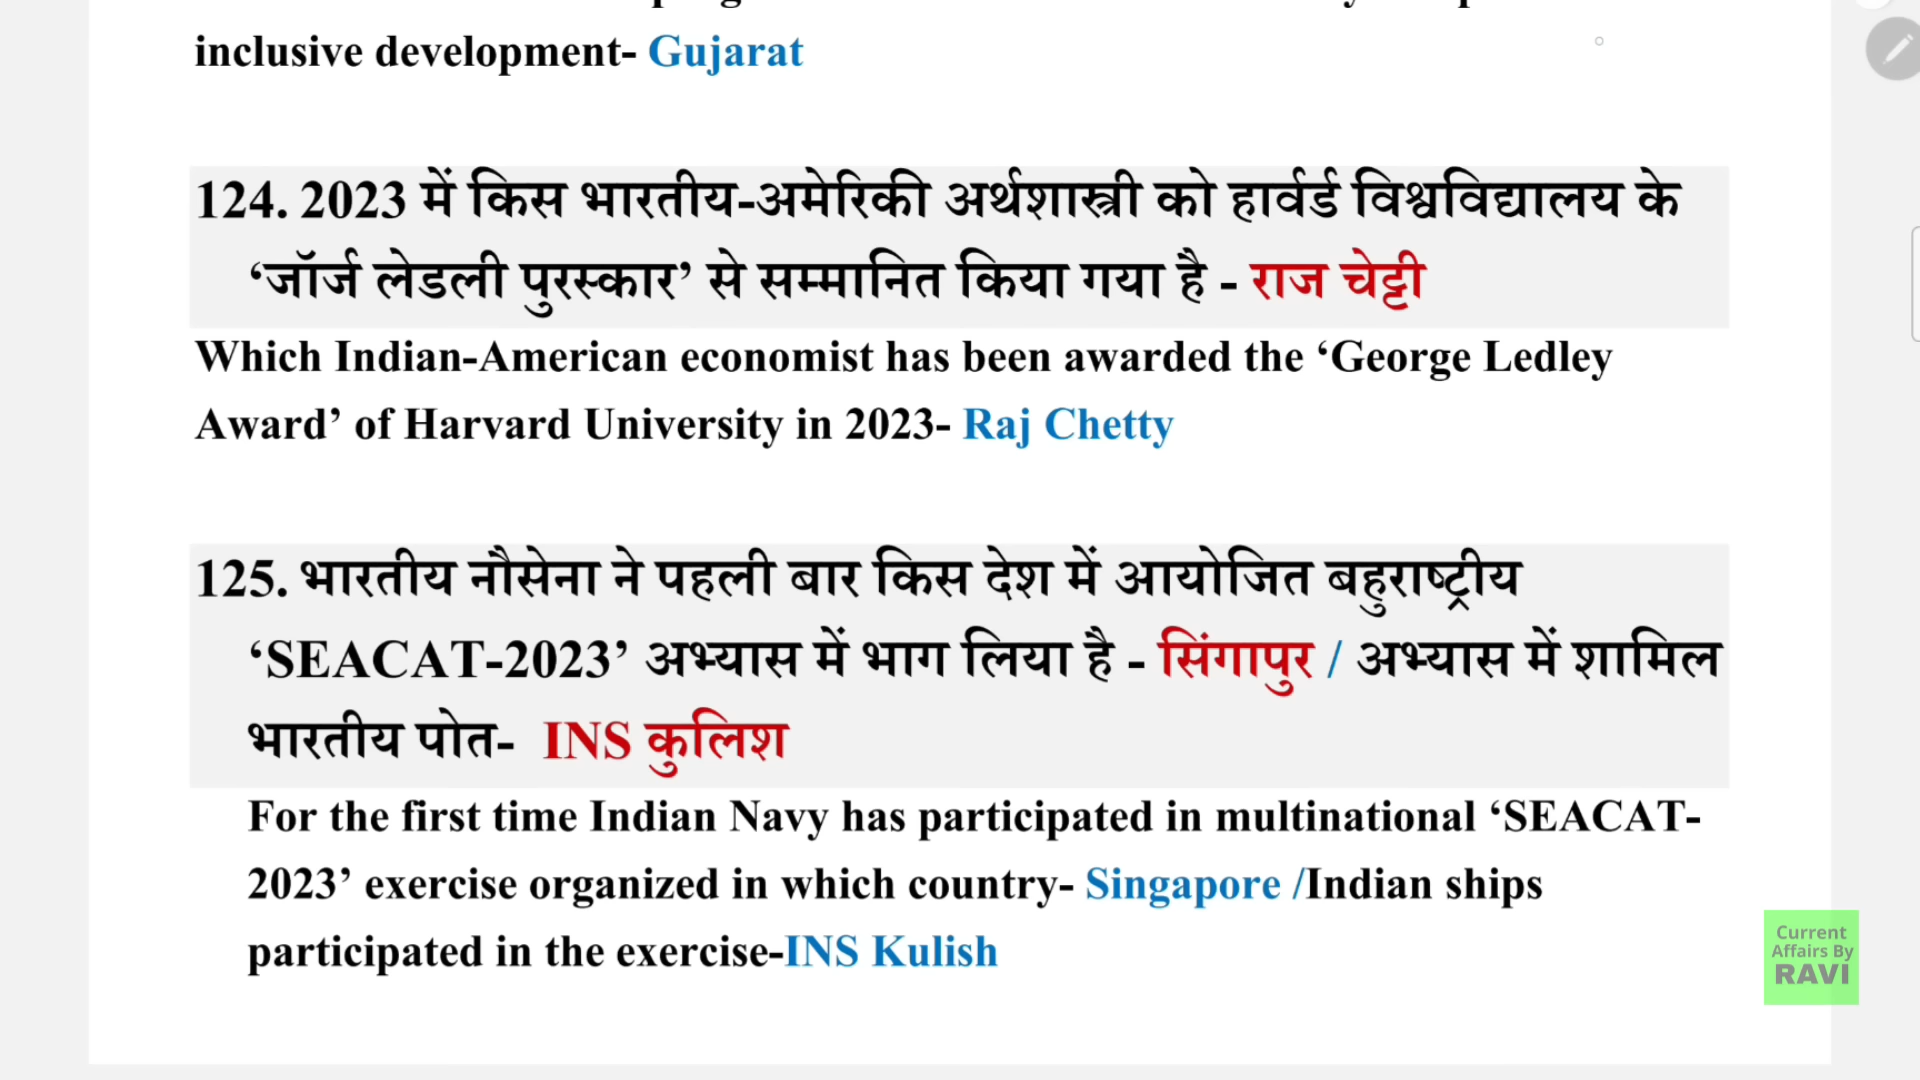 inclusive development- Gujarat
124. 2023 में किस भारतीय-अमेरिकी अर्थशास्त्री को हार्वर्ड विश्वविद्यालय के
‘जॉर्ज लेडली पुरस्कार’ से सम्मानित किया गया है - राज चेट्टी
Which Indian-American economist has been awarded the ‘George Ledley
Award’ of Harvard University in 2023- Raj Chetty
125. भारतीय नौसेना ने पहली बार किस देश में आयोजित बहुराष्ट्रीय
‘SEACAT-2023’ अभ्यास में भाग लिया है - सिंगापुर / अभ्यास में शामिल
भारतीय पोत- INS कुलिश
For the first time Indian Navy has participated in multinational ‘SEACAT-
2023’ exercise organized in which country- Singapore /Indian ships
participated in the exercise-INS Kulish
Current
Affairs By
RAVI